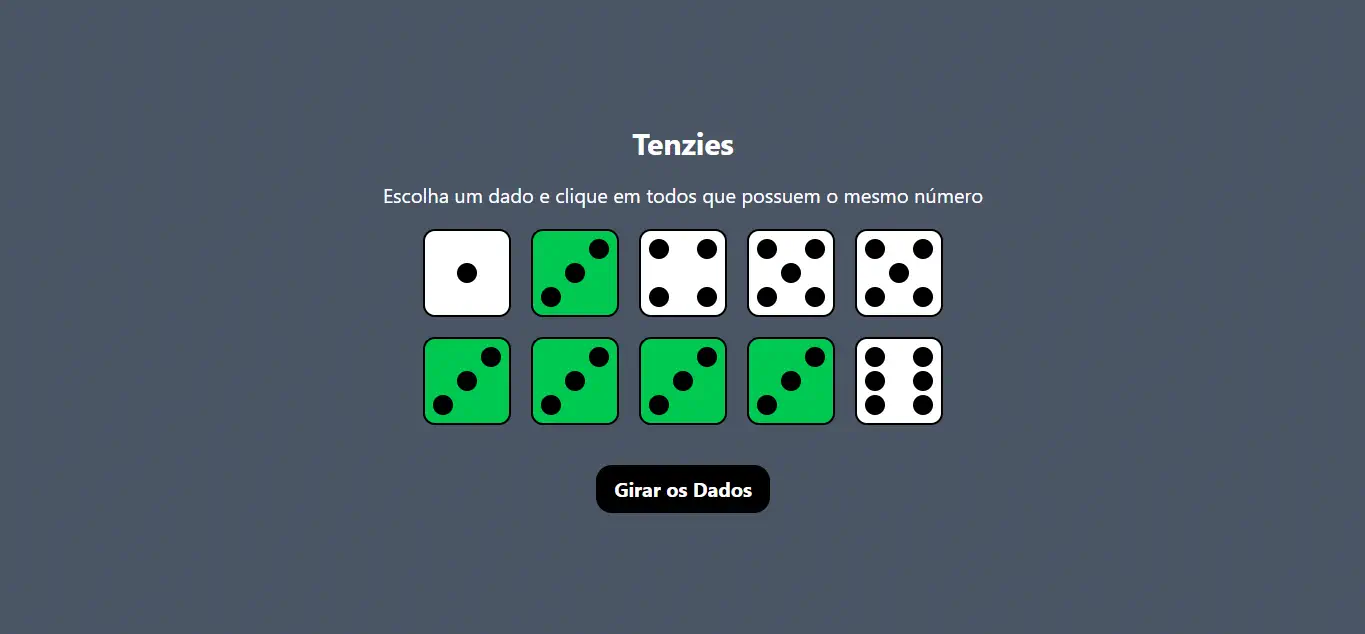 Tenzies
Escolha um dado e clique em todos que possuem o mesmo número
Girar os Dados